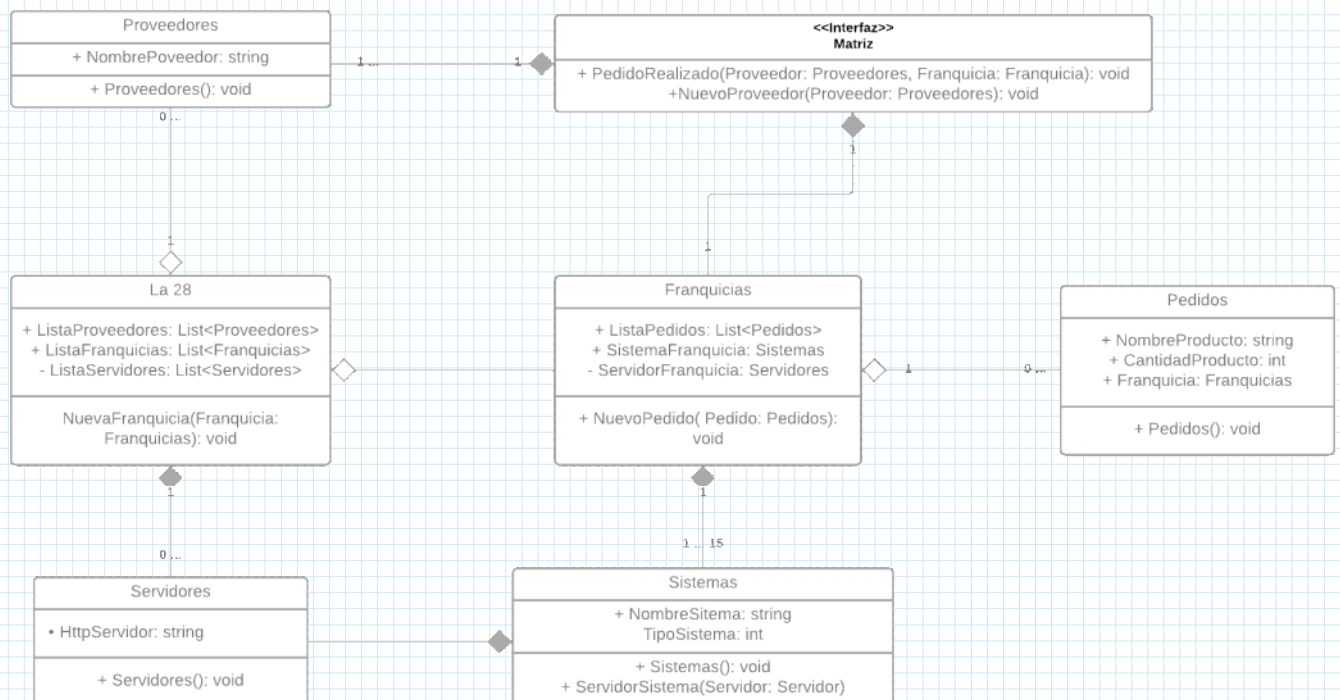 Proveedores
+ NombrePoveedor: string
+ Proveedores(): void
1 ...
1
<<Interfaz>>
Matriz
+ PedidoRealizado(Proveedor: Proveedores, Franquicia: Franquicia): void
+NuevoProveedor(Proveedor: Proveedores): void
0 ...
1
1
1
La 28
+ ListaProveedores: List<Proveedores>
+ ListaFranquicias: List<Franquicias>
- ListaServidores: List<Servidores>
NuevaFranquicia(Franquicia:
Franquicias): void
Franquicias
+ ListaPedidos: List<Pedidos>
+ SistemaFranquicia: Sistemas
- ServidorFranquicia: Servidores
+ NuevoPedido( Pedido: Pedidos):
void
1
0 ...
Pedidos
+ NombreProducto: string
+ CantidadProducto: int
+ Franquicia: Franquicias
+ Pedidos(): void
1
0 ...
1
1 ... 15
Servidores
• HttpServidor: string
+ Servidores(): void
Sistemas
+ NombreSitema: string
TipoSistema: int
+ Sistemas(): void
+ ServidorSistema(Servidor: Servidor)